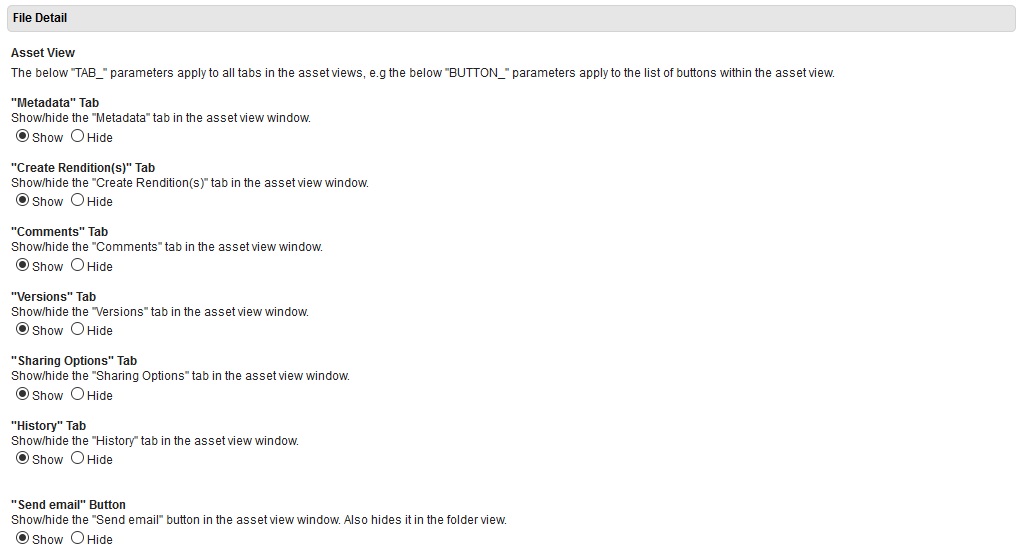 File Detail
Asset View
The below "TAB_" parameters apply to all tabs in the asset views, e.g the below "BUTTON_" parameters apply to the list of buttons within the asset view.
"Metadata" Tab
Show/hide the "Metadata" tab in the asset view window.
Show Hide
"Create Rendition(s)" Tab
Show/hide the "Create Rendition(s)" tab in the asset view window.
Show Hide
"Comments" Tab
Show/hide the "Comments" tab in the asset view window.
Show Hide
"Versions" Tab
Show/hide the "Versions" tab in the asset view window.
Show Hide
"Sharing Options" Tab
Show/hide the "Sharing Options" tab in the asset view window.
Show Hide
"History" Tab
Show/hide the "History" tab in the asset view window.
Show Hide
"Send email" Button
Show/hide the "Send email" button in the asset view window. Also hides it in the folder view.
Show Hide